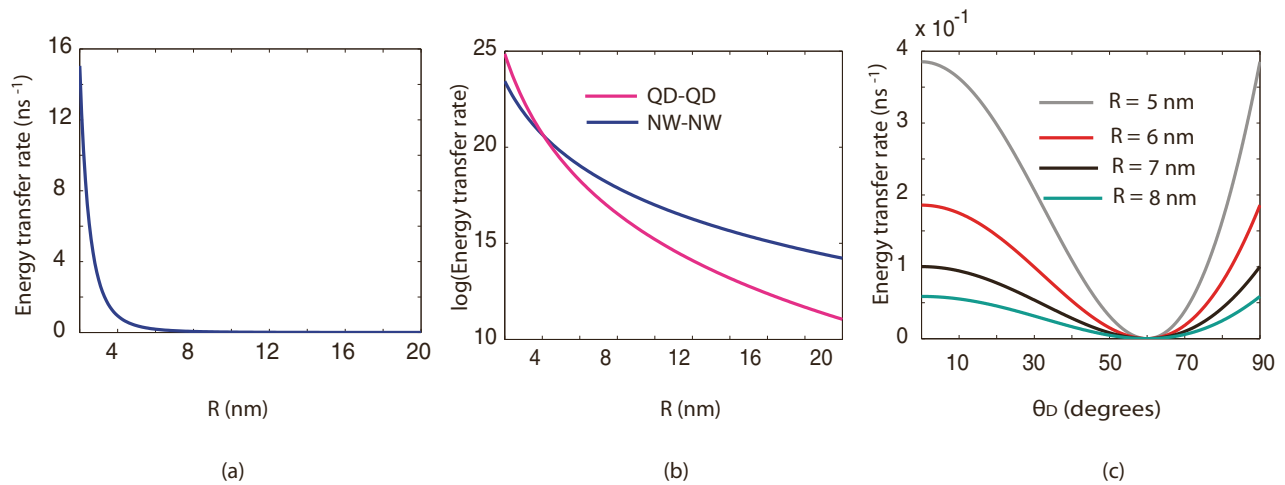 Energy transfer rate (ns⁻¹)
16
12
8
4
0
4
8
12
16
20
R (nm)
(a)
log(Energy transfer rate)
25
20
15
10
QD-QD
NW-NW
4
8
12
16
20
R (nm)
(b)
x 10⁻¹
Energy transfer rate (ns⁻¹)
4
3
2
1
0
R = 5 nm
R = 6 nm
R = 7 nm
R = 8 nm
10
30
50
70
90
θD (degrees)
(c)